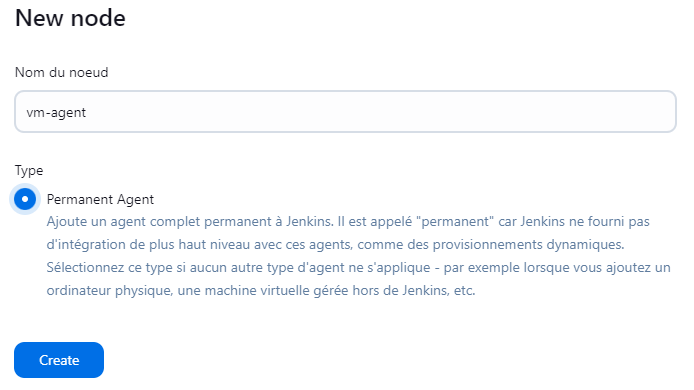 New node
Nom du noeud
vm-agent
Type
Permanent Agent
Ajoute un agent complet permanent à Jenkins. Il est appelé "permanent" car Jenkins ne fourni pas
d'intégration de plus haut niveau avec ces agents, comme des provisionnements dynamiques.
Sélectionnez ce type si aucun autre type d'agent ne s'applique - par exemple lorsque vous ajoutez un
ordinateur physique, une machine virtuelle gérée hors de Jenkins, etc.
Create